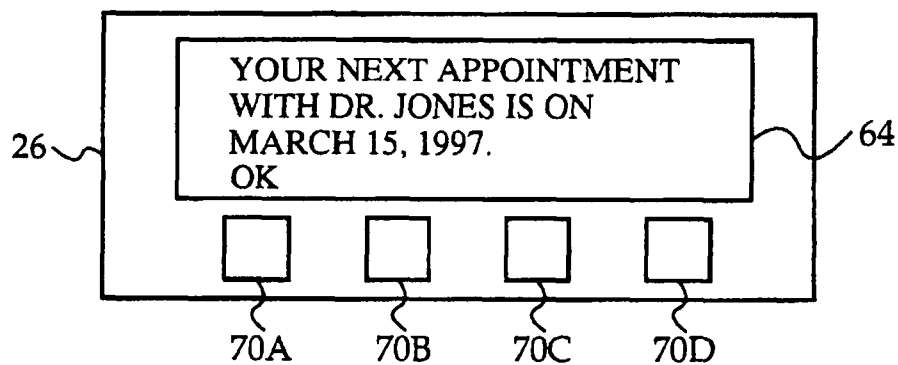 YOUR NEXT APPOINTMENT
WITH DR. JONES IS ON
MARCH 15, 1997.
OK
26
64
70A 70B 70C 70D